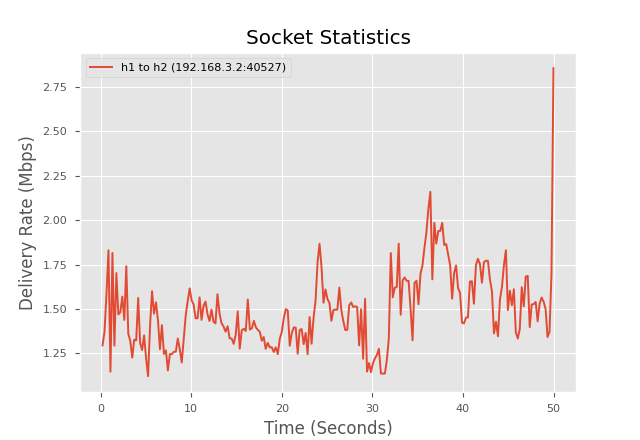 Socket Statistics
h1 to h2 (192.168.3.2:40527)
Delivery Rate (Mbps)
2.75
2.50
2.25
2.00
1.75
1.50
1.25
0 10 20 30 40 50
Time (Seconds)